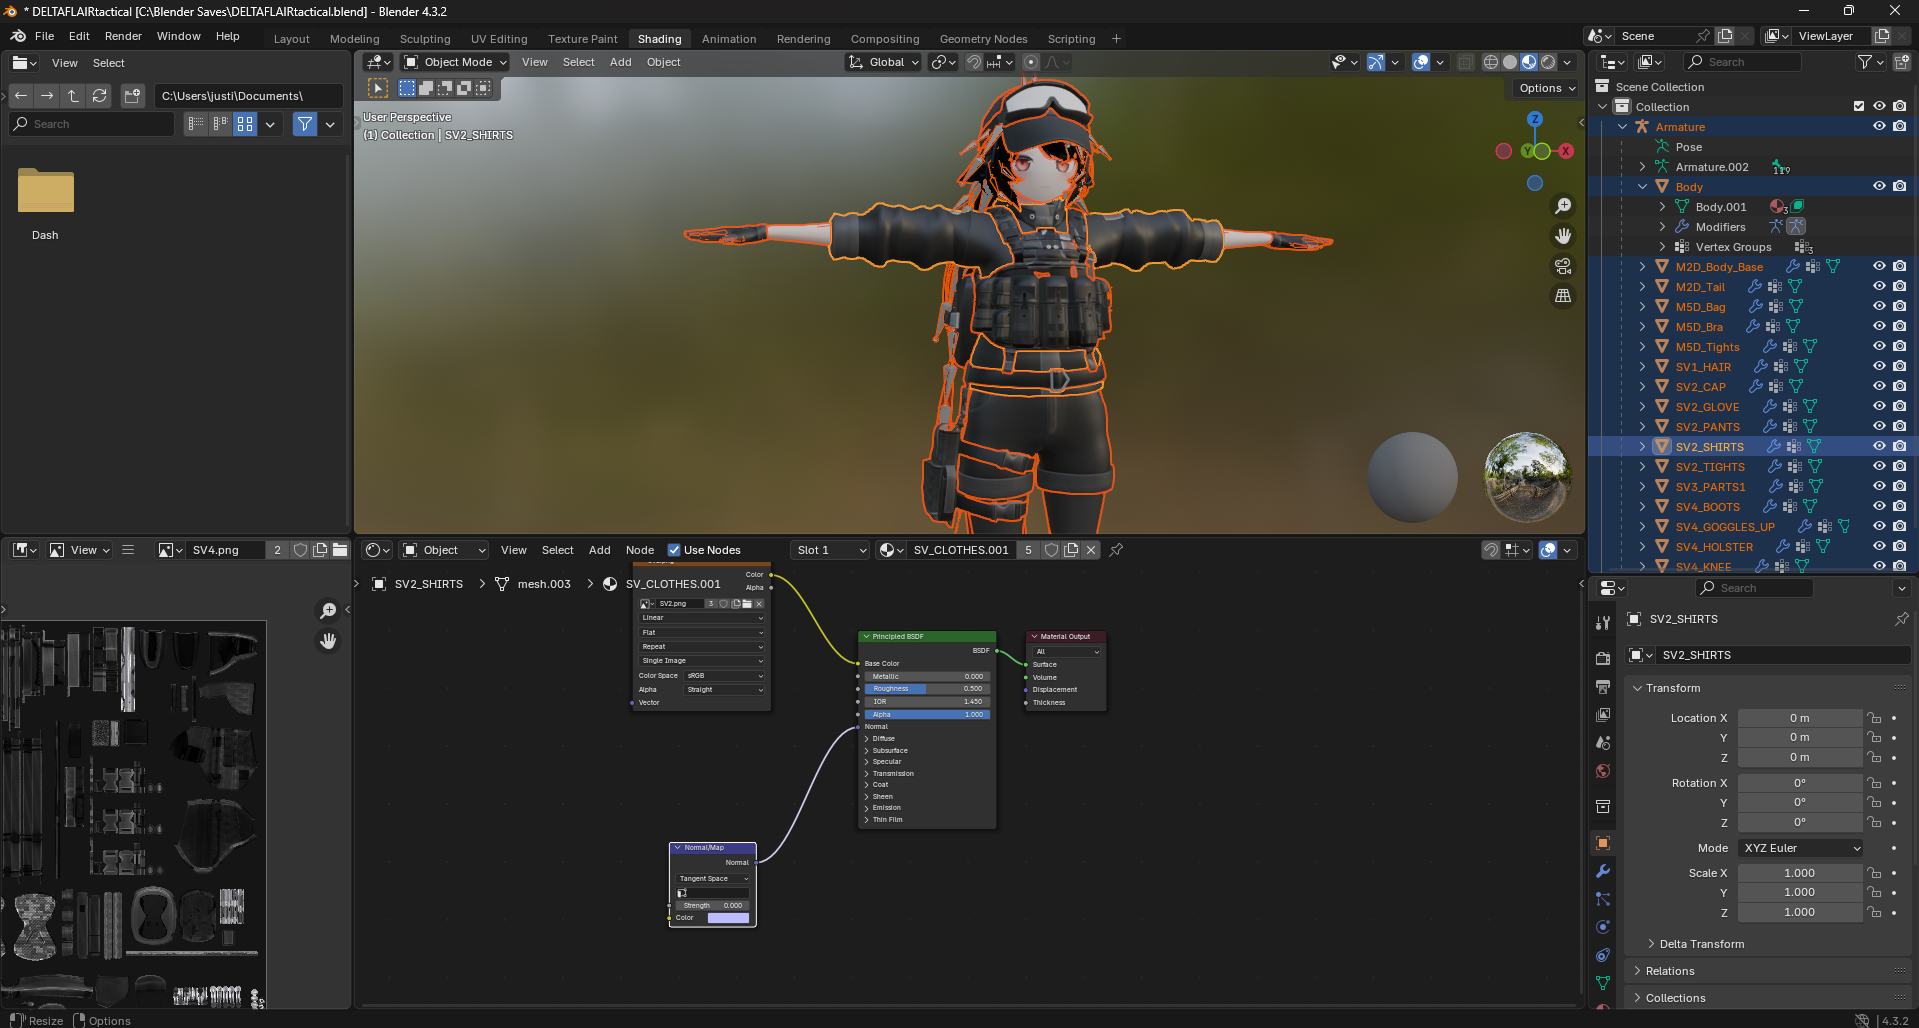 * DELTAFLAIRtactical [C:\Blender Saves\DELTAFLAIRtactical.blend] - Blender 4.3.2
File Edit Render Window Help
Layout Modeling Sculpting UV Editing Texture Paint Shading Animation Rendering Compositing Geometry Nodes Scripting +
Scene
ViewLayer
View Select
C:\Users\justi\Documents\
Search
Dash
Object Mode View Select Add Object
Global
Options
User Perspective
(1) Collection | SV2_SHIRTS
Z
Y
X
Search
Scene Collection
Collection
Armature
Pose
Armature.002 119
Body
Body.001 3
Modifiers
Vertex Groups 3
M2D_Body_Base
M2D_Tail
M5D_Bag
M5D_Bra
M5D_Tights
SV1_HAIR
SV2_CAP
SV2_GLOVE
SV2_PANTS
SV2_SHIRTS
SV2_TIGHTS
SV3_PARTS1
SV4_BOOTS
SV4_GOGGLES_UP
SV4_HOLSTER
SV4_KNEE
View
SV4.png 2
Object View Select Add Node Use Nodes
Slot 1
SV_CLOTHES.001 5
SV2_SHIRTS > mesh.003 > SV_CLOTHES.001
Color
Alpha
SV2.png 3
Linear
Flat
Repeat
Single Image
Color Space sRGB
Alpha Straight
Vector
Principled BSDF
BSDF
Base Color
Metallic 0.000
Roughness 0.500
IOR 1.450
Alpha 1.000
Normal
Diffuse
Subsurface
Specular
Transmission
Coat
Sheen
Emission
Thin Film
Material Output
All
Surface
Volume
Displacement
Thickness
Normal/Map
Normal
Tangent Space
Strength 0.000
Color
Search
SV2_SHIRTS
SV2_SHIRTS
Transform
Location X 0 m
Y 0 m
Z 0 m
Rotation X 0°
Y 0°
Z 0°
Mode XYZ Euler
Scale X 1.000
Y 1.000
Z 1.000
Delta Transform
Relations
Collections
Resize Options
4.3.2